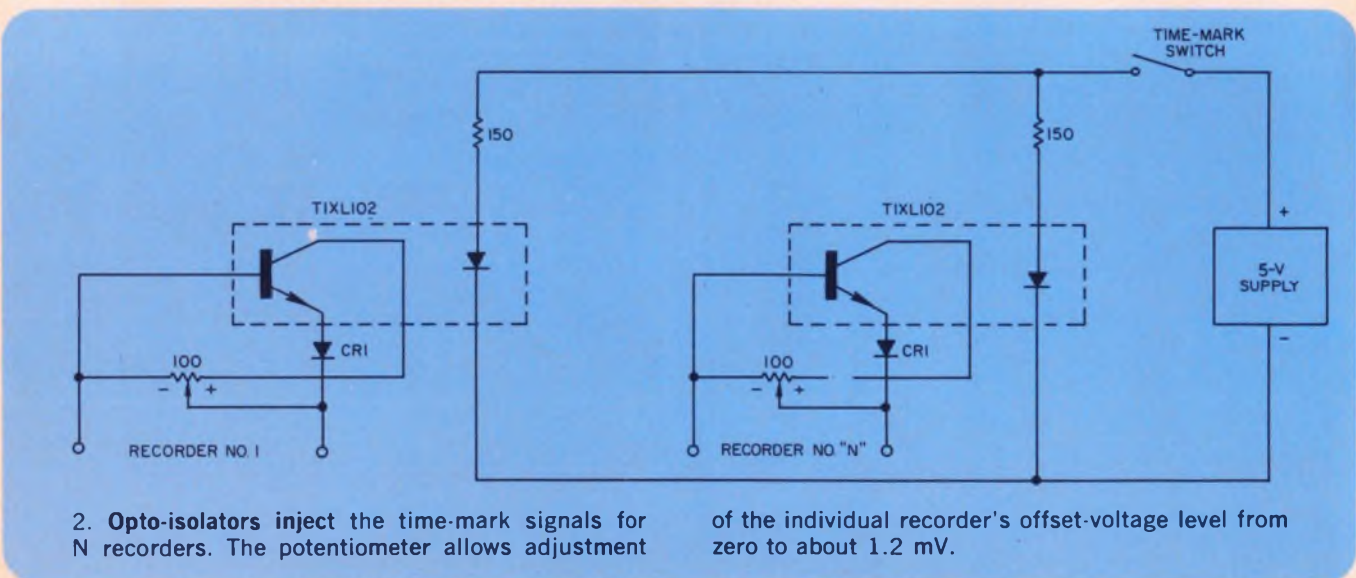 TIME-MARK
SWITCH
150
150
TIXL102
TIXL102
+
5-V
SUPPLY
-
CR1
CR1
100
100
- +
- +
RECORDER NO. 1
RECORDER NO. "N"
2. Opto-isolators inject the time-mark signals for
N recorders. The potentiometer allows adjustment
of the individual recorder's offset-voltage level from
zero to about 1.2 mV.